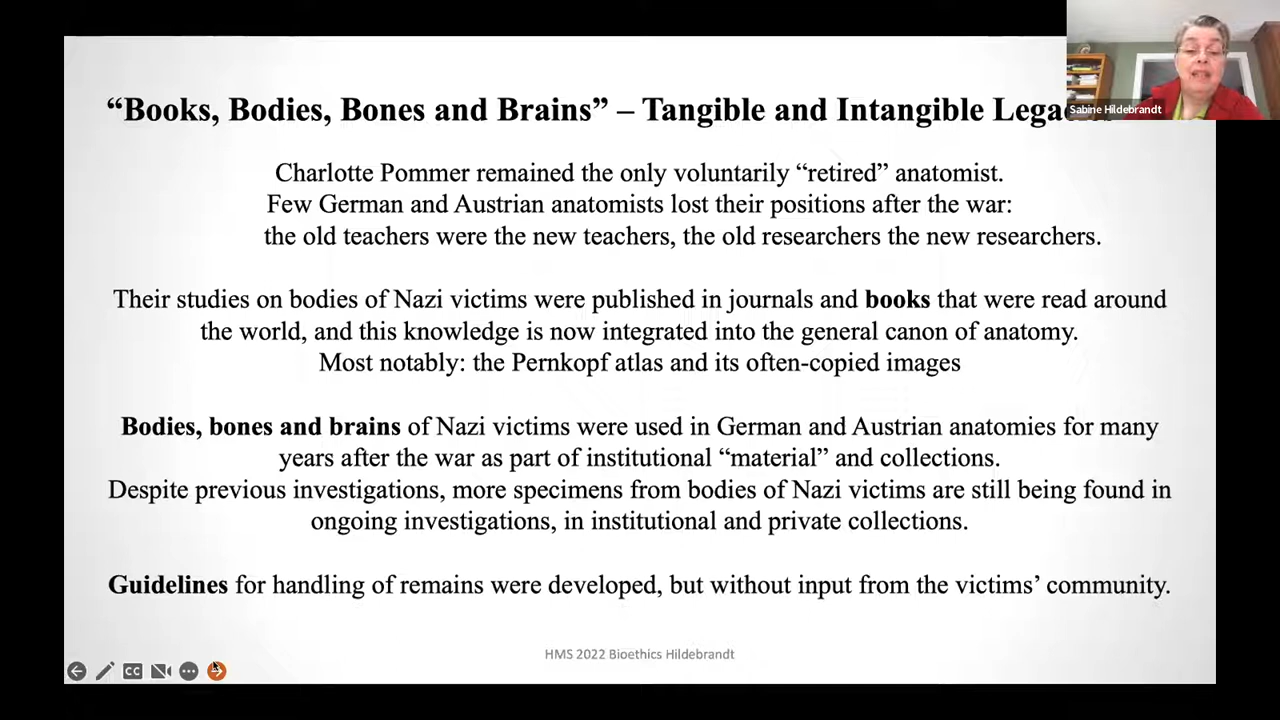 “Books, Bodies, Bones and Brains” – Tangible and Intangible
Sabine Hildebrandt
Charlotte Pommer remained the only voluntarily “retired” anatomist.
Few German and Austrian anatomists lost their positions after the war:
the old teachers were the new teachers, the old researchers the new researchers.
Their studies on bodies of Nazi victims were published in journals and books that were read around
the world, and this knowledge is now integrated into the general canon of anatomy.
Most notably: the Pernkopf atlas and its often-copied images
Bodies, bones and brains of Nazi victims were used in German and Austrian anatomies for many
years after the war as part of institutional “material” and collections.
Despite previous investigations, more specimens from bodies of Nazi victims are still being found in
ongoing investigations, in institutional and private collections.
Guidelines for handling of remains were developed, but without input from the victims’ community.
HMS 2022 Bioethics Hildebrandt
CC